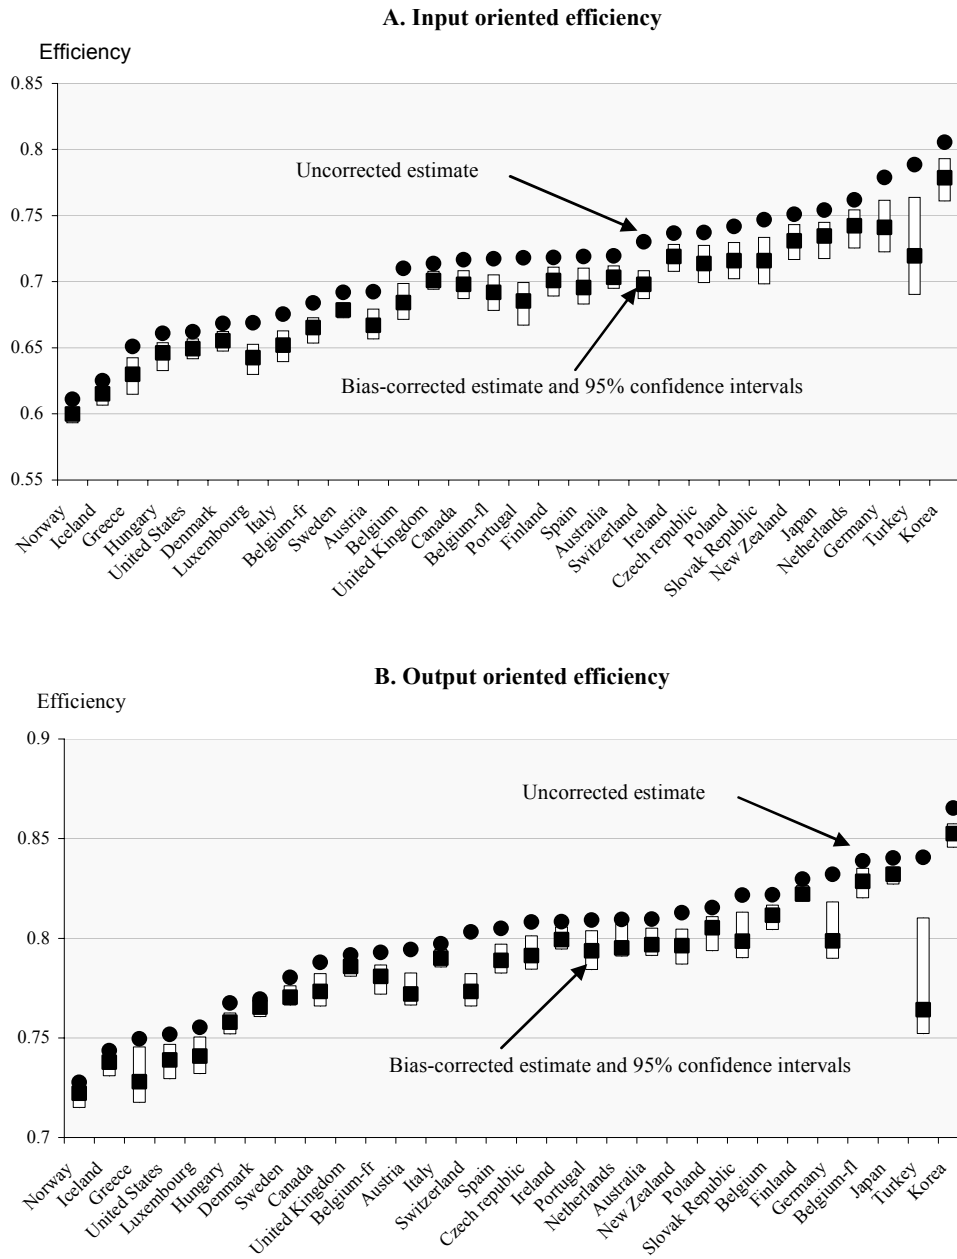 A. Input oriented efficiency
Efficiency
0.85
0.8
0.75
0.7
0.65
0.6
0.55
Uncorrected estimate
Bias-corrected estimate and 95% confidence intervals
Norway
Iceland
Greece
Hungary
United States
Denmark
Luxembourg
Italy
Belgium-fr
Sweden
Austria
Belgium
United Kingdom
Canada
Belgium-fl
Portugal
Finland
Spain
Australia
Switzerland
Ireland
Czech republic
Poland
Slovak Republic
New Zealand
Japan
Netherlands
Germany
Turkey
Korea
B. Output oriented efficiency
Efficiency
0.9
0.85
0.8
0.75
0.7
Uncorrected estimate
Bias-corrected estimate and 95% confidence intervals
Norway
Iceland
Greece
United States
Luxembourg
Hungary
Denmark
Sweden
Canada
United Kingdom
Belgium-fr
Austria
Italy
Switzerland
Spain
Czech republic
Ireland
Portugal
Netherlands
Australia
New Zealand
Poland
Slovak Republic
Belgium
Finland
Germany
Belgium-fl
Japan
Turkey
Korea